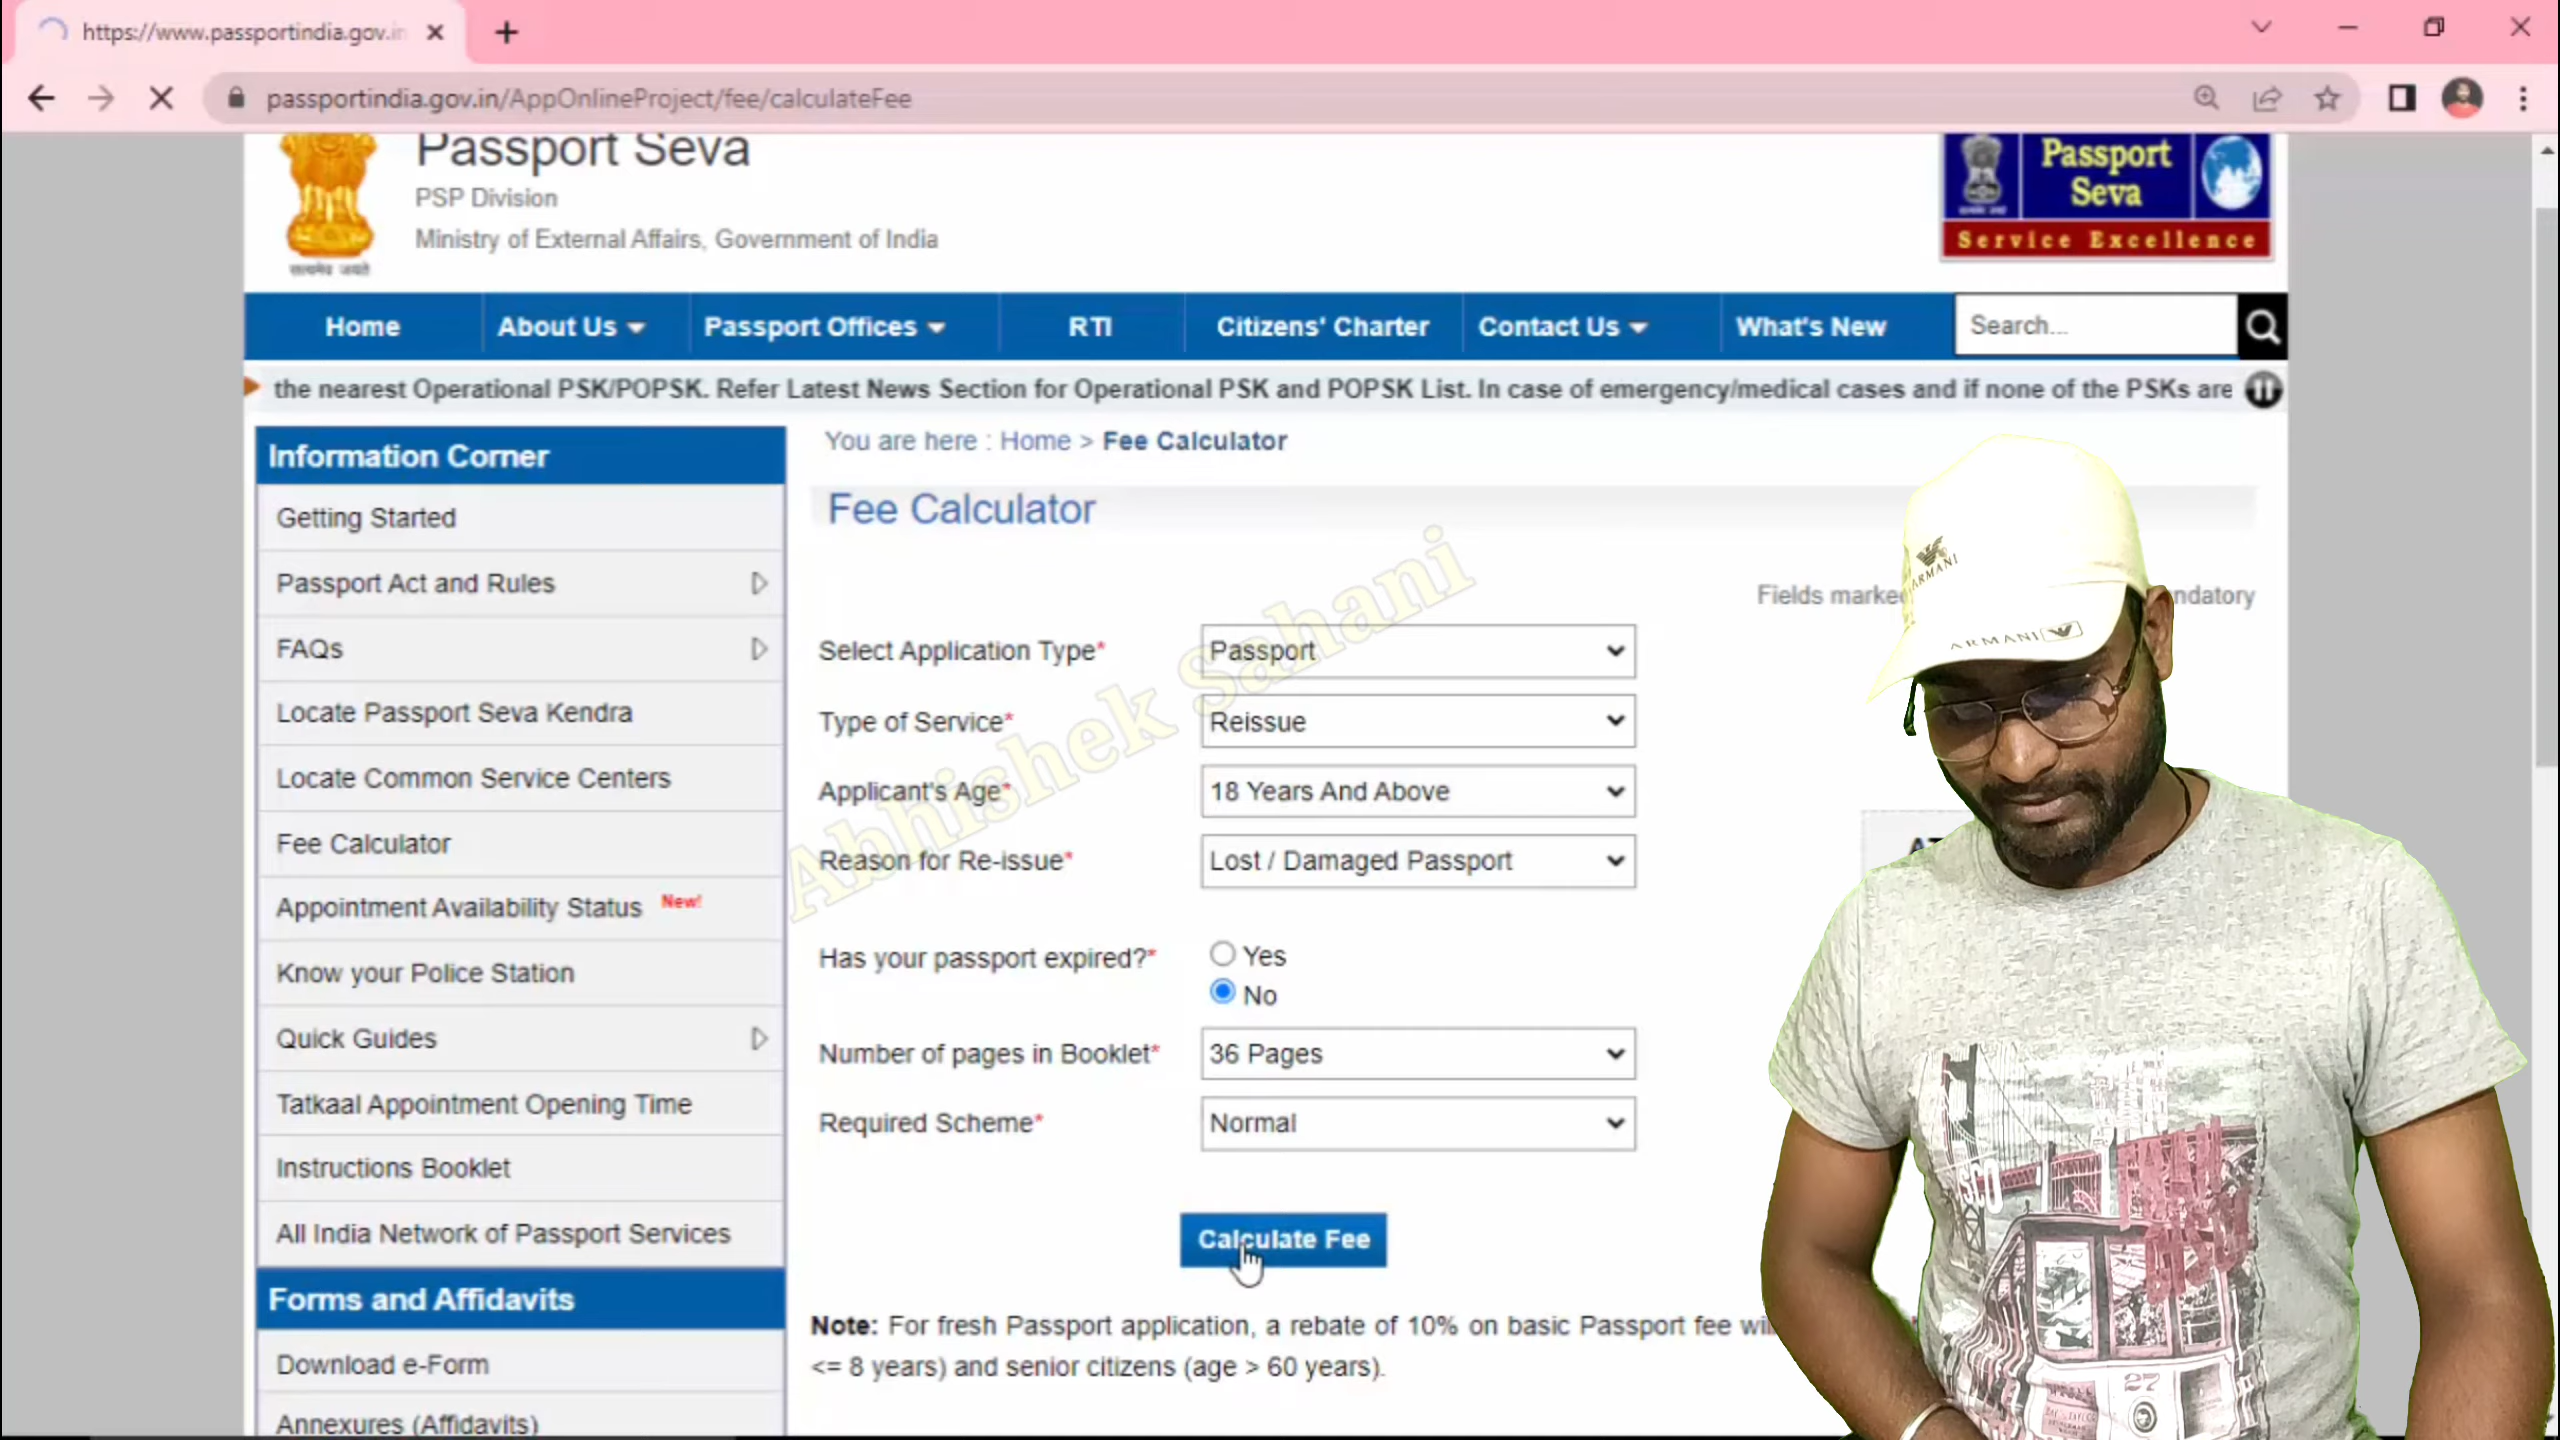 https://www.passportindia.gov.in
passportindia.gov.in/AppOnlineProject/fee/calculateFee
Passport Seva
PSP Division
Ministry of External Affairs, Government of India
सत्यमेव जयते
Passport
Seva
Service Excellence
Home
About Us
Passport Offices
RTI
Citizens' Charter
Contact Us
What's New
Search...
the nearest Operational PSK/POPSK. Refer Latest News Section for Operational PSK and POPSK List. In case of emergency/medical cases and if none of the PSKs are
Information Corner
Getting Started
Passport Act and Rules
FAQs
Locate Passport Seva Kendra
Locate Common Service Centers
Fee Calculator
Appointment Availability Status New!
Know your Police Station
Quick Guides
Tatkaal Appointment Opening Time
Instructions Booklet
All India Network of Passport Services
Forms and Affidavits
Download e-Form
Annexures (Affidavits)
You are here : Home > Fee Calculator
Fee Calculator
Fields marked
Select Application Type* Passport
Type of Service* Reissue
Applicant's Age* 18 Years And Above
Reason for Re-issue* Lost / Damaged Passport
Has your passport expired?* Yes
No
Number of pages in Booklet* 36 Pages
Required Scheme* Normal
Calculate Fee
Note: For fresh Passport application, a rebate of 10% on basic Passport fee
<= 8 years) and senior citizens (age > 60 years).
Abhishek Sahani
ARMANI
ARMANI
27